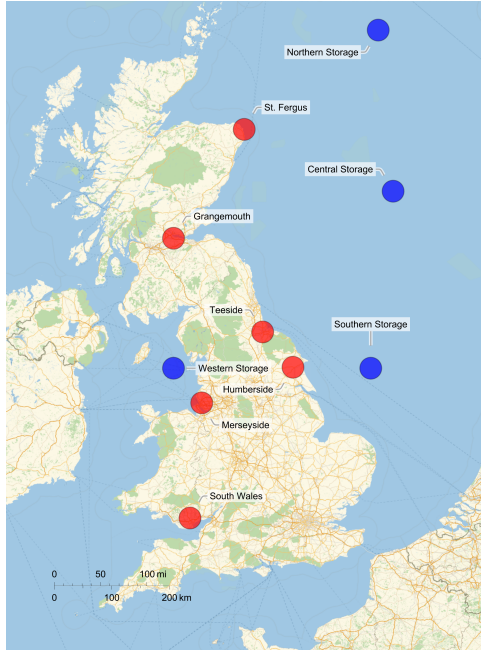 Northern Storage
St. Fergus
Central Storage
Grangemouth
Teeside
Southern Storage
Western Storage
Humberside
Merseyside
South Wales
0 50 100 mi
0 100 200 km